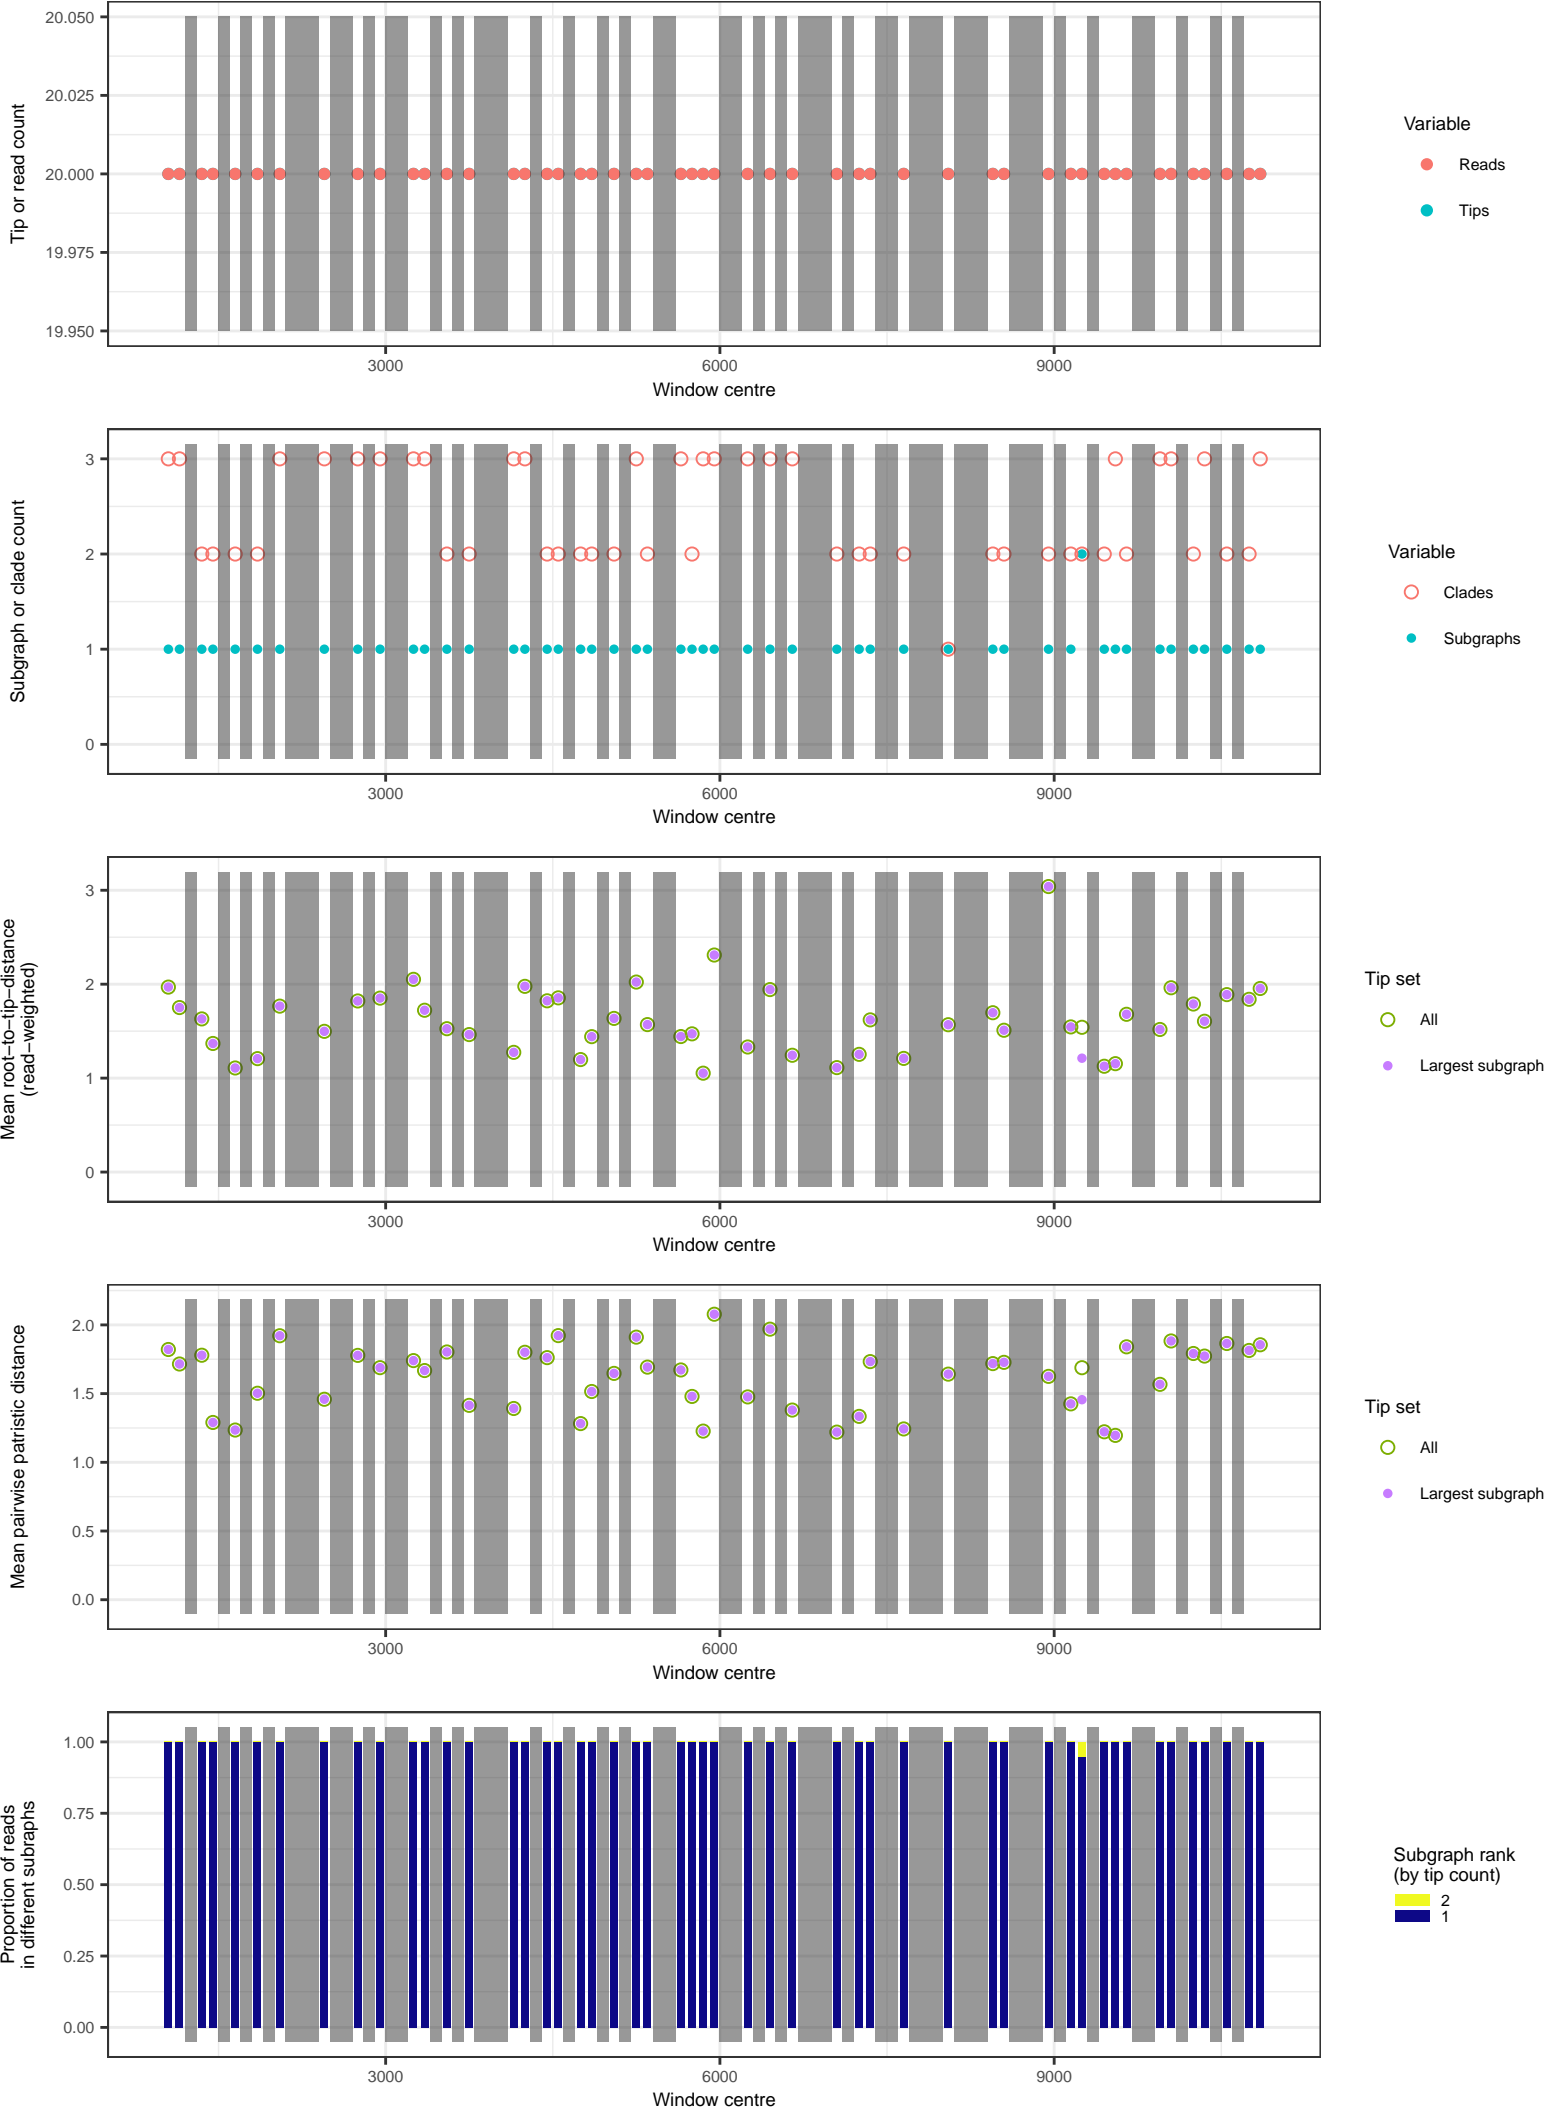 20.050
20.025
20.000
19.975
19.950
Tip or read count
3000
6000
9000
Window centre
Variable
Reads
Tips
3
2
1
0
Subgraph or clade count
3000
6000
9000
Window centre
Variable
Clades
Subgraphs
3
2
1
0
Mean root−to−tip−distance
(read−weighted)
3000
6000
9000
Window centre
Tip set
All
Largest subgraph
2.0
1.5
1.0
0.5
0.0
Mean pairwise patristic distance
3000
6000
9000
Window centre
Tip set
All
Largest subgraph
1.00
0.75
0.50
0.25
0.00
Proportion of reads
in different subraphs
3000
6000
9000
Window centre
Subgraph rank
(by tip count)
2
1